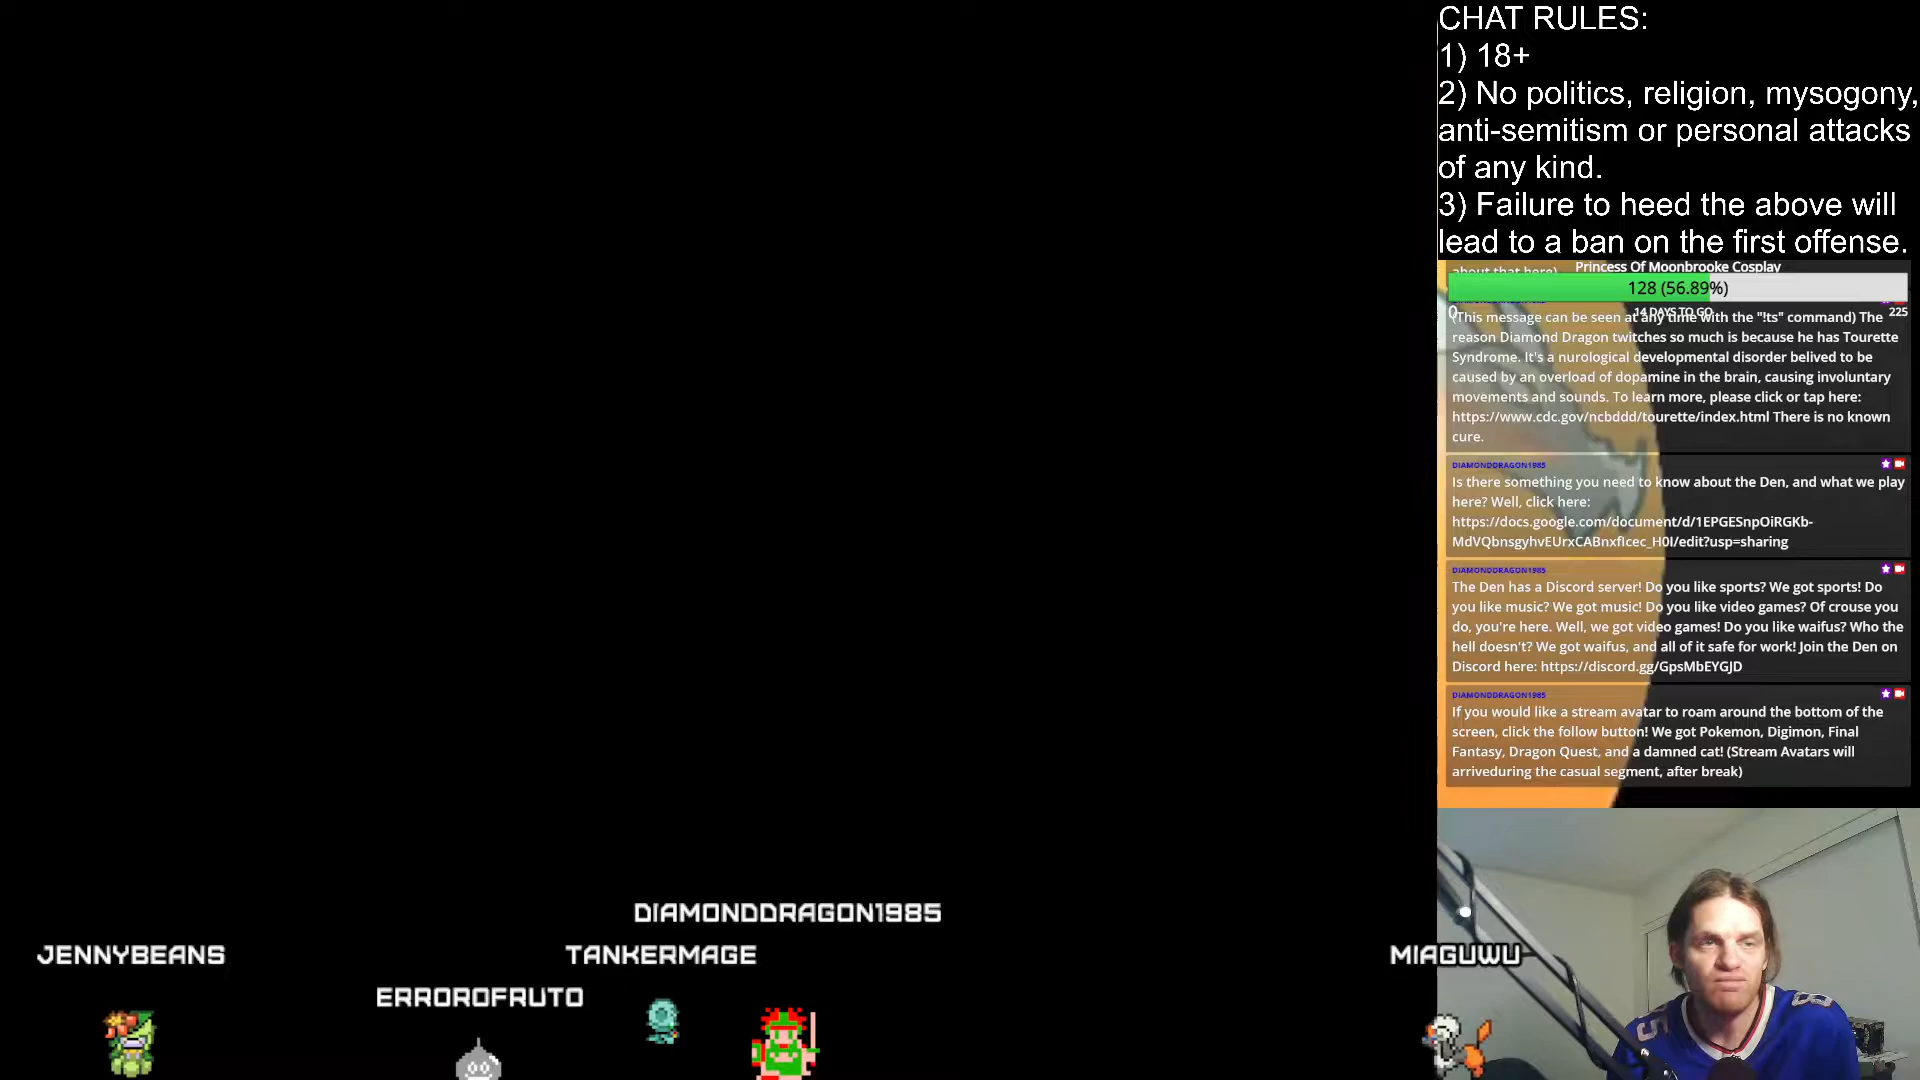 CHAT RULES:
1) 18+
2) No politics, religion, mysogony,
anti-semitism or personal attacks
of any kind.
3) Failure to heed the above will
lead to a ban on the first offense.
about that here)
Princess Of Moonbrooke Cosplay
128 (56.89%)
0
14 DAYS TO GO
225
(This message can be seen at any time with the "!ts" command) The
reason Diamond Dragon twitches so much is because he has Tourette
Syndrome. It's a nurological developmental disorder belived to be
caused by an overload of dopamine in the brain, causing involuntary
movements and sounds. To learn more, please click or tap here:
https://www.cdc.gov/ncbddd/tourette/index.html There is no known
cure.
DIAMONDDRAGON1985
Is there something you need to know about the Den, and what we play
here? Well, click here:
https://docs.google.com/document/d/1EPGESnpOiRGKb-
MdVQbnsgyhvEUrxCABnxfIcec_H0I/edit?usp=sharing
DIAMONDDRAGON1985
The Den has a Discord server! Do you like sports? We got sports! Do
you like music? We got music! Do you like video games? Of crouse you
do, you're here. Well, we got video games! Do you like waifus? Who the
hell doesn't? We got waifus, and all of it safe for work! Join the Den on
Discord here: https://discord.gg/GpsMbEYGJD
DIAMONDDRAGON1985
If you would like a stream avatar to roam around the bottom of the
screen, click the follow button! We got Pokemon, Digimon, Final
Fantasy, Dragon Quest, and a damned cat! (Stream Avatars will
arriveduring the casual segment, after break)
DIAMONDDRAGON1985
JENNYBEANS
TANKERMAGE
MIAGUWU
ERROROFRUTO